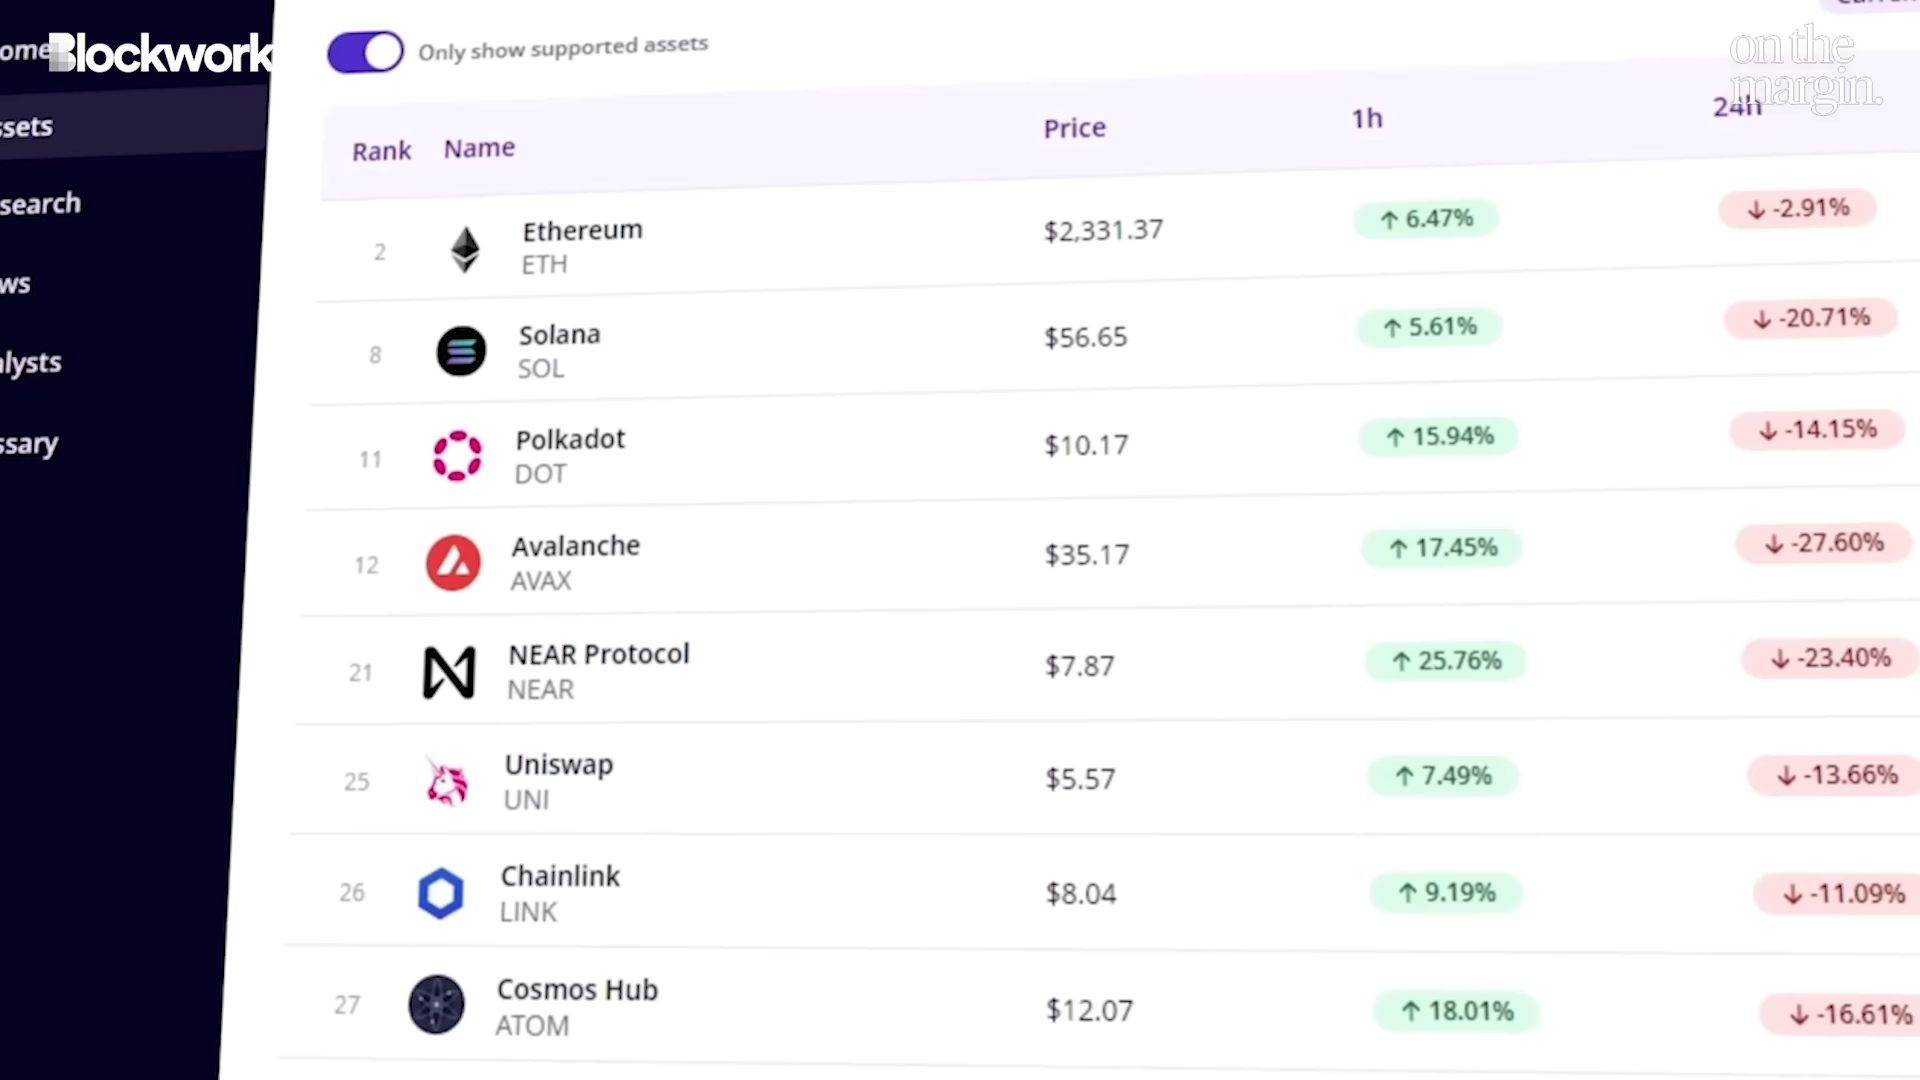 Blockwork
on the
margin.
ssets
search
ws
alysts
ssary
Only show supported assets
Rank Name Price 1h 24h
2 Ethereum $2,331.37 ↑ 6.47% ↓ -2.91%
ETH
8 Solana $56.65 ↑ 5.61% ↓ -20.71%
SOL
11 Polkadot $10.17 ↑ 15.94% ↓ -14.15%
DOT
12 Avalanche $35.17 ↑ 17.45% ↓ -27.60%
AVAX
21 NEAR Protocol $7.87 ↑ 25.76% ↓ -23.40%
NEAR
25 Uniswap $5.57 ↑ 7.49% ↓ -13.66%
UNI
26 Chainlink $8.04 ↑ 9.19% ↓ -11.09%
LINK
27 Cosmos Hub $12.07 ↑ 18.01% ↓ -16.61%
ATOM